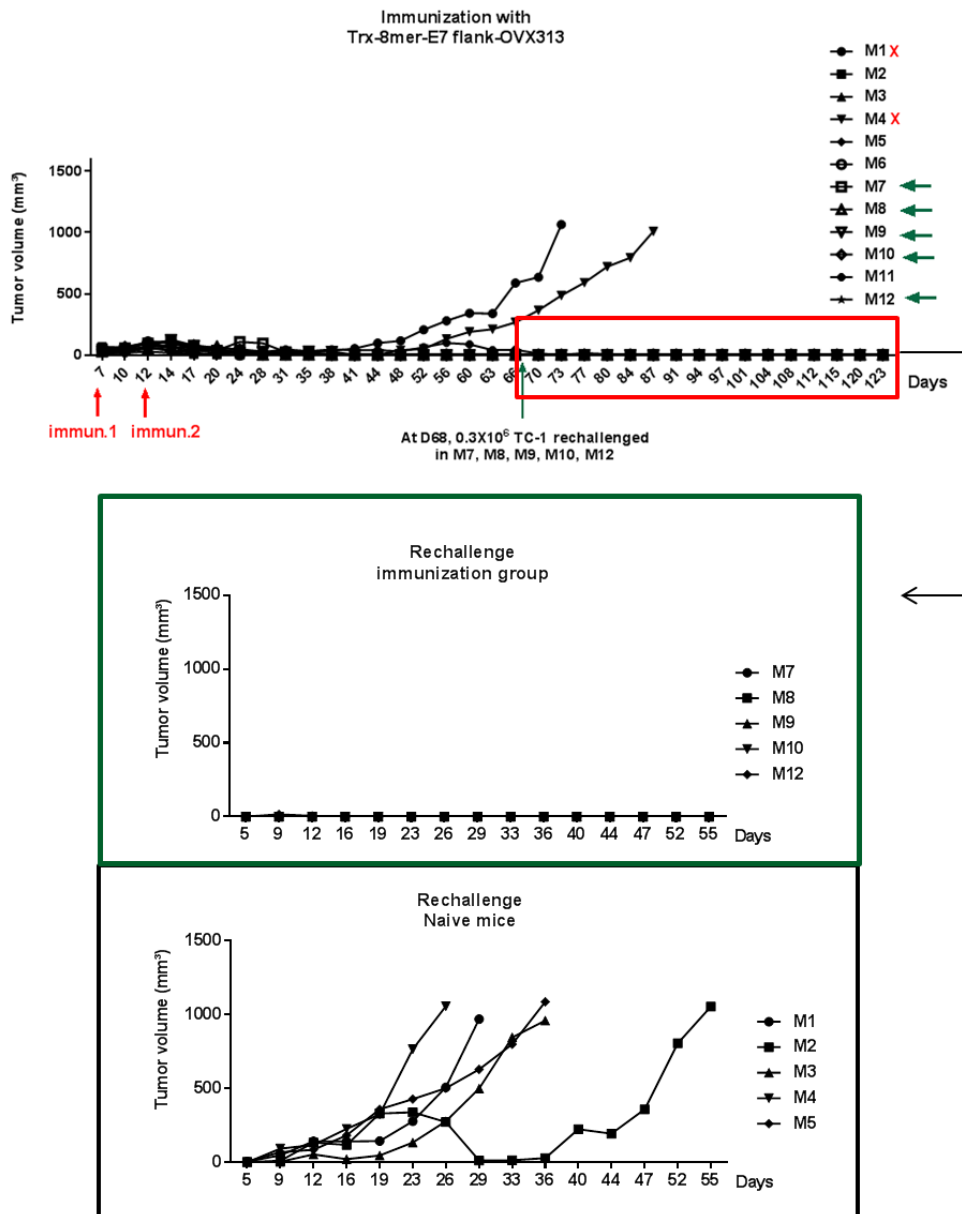 Immunization with
Trx-8mer-E7 flank-OVX313
M1 X
M2
M3
M4 X
M5
M6
M7
M8
M9
M10
M11
M12
Tumor volume (mm³)
1500
1000
500
0
7 10 12 14 17 20 24 28 31 35 38 41 44 48 52 56 60 63 66 70 73 77 80 84 87 91 94 97 101 104 108 112 115 120 123 Days
immun.1 immun.2
At D68, 0.3X10⁶ TC-1 rechallenged
in M7, M8, M9, M10, M12
Rechallenge
immunization group
Tumor volume (mm³)
1500
1000
500
0
5 9 12 16 19 23 26 29 33 36 40 44 47 52 55 Days
M7
M8
M9
M10
M12
Rechallenge
Naive mice
Tumor volume (mm³)
1500
1000
500
0
5 9 12 16 19 23 26 29 33 36 40 44 47 52 55 Days
M1
M2
M3
M4
M5